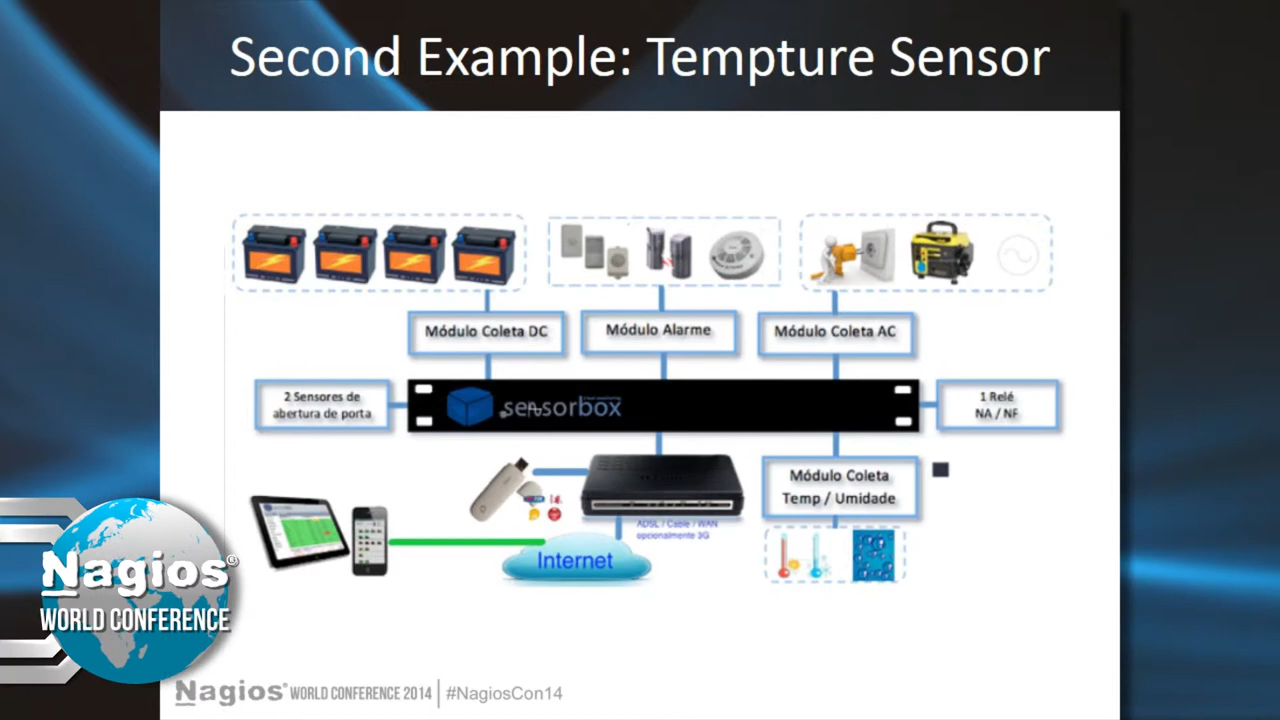 Second Example: Tempture Sensor
Módulo Coleta DC
Módulo Alarme
Módulo Coleta AC
2 Sensores de
abertura de porta
sensorbox
1 Relé
NA / NF
Módulo Coleta
Temp / Umidade
ADSL / Cable / WAN
opcionalmente 3G
Internet
Nagios®
WORLD CONFERENCE
Nagios® WORLD CONFERENCE 2014 | #NagiosCon14